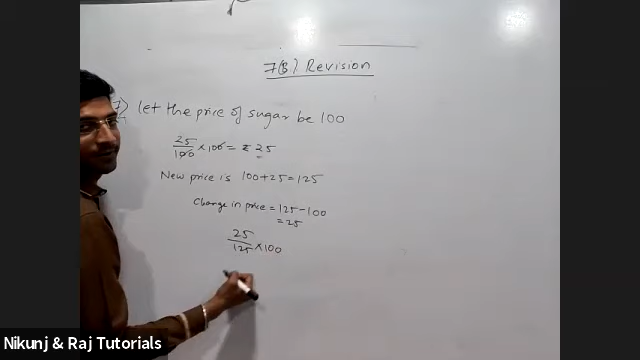 7(B) Revision
7) let the price of sugar be 100
25/100 × 100 = ₹ 25
New price is 100+25=125
Change in price = 125-100
= 25
25/125 × 100
Nikunj & Raj Tutorials